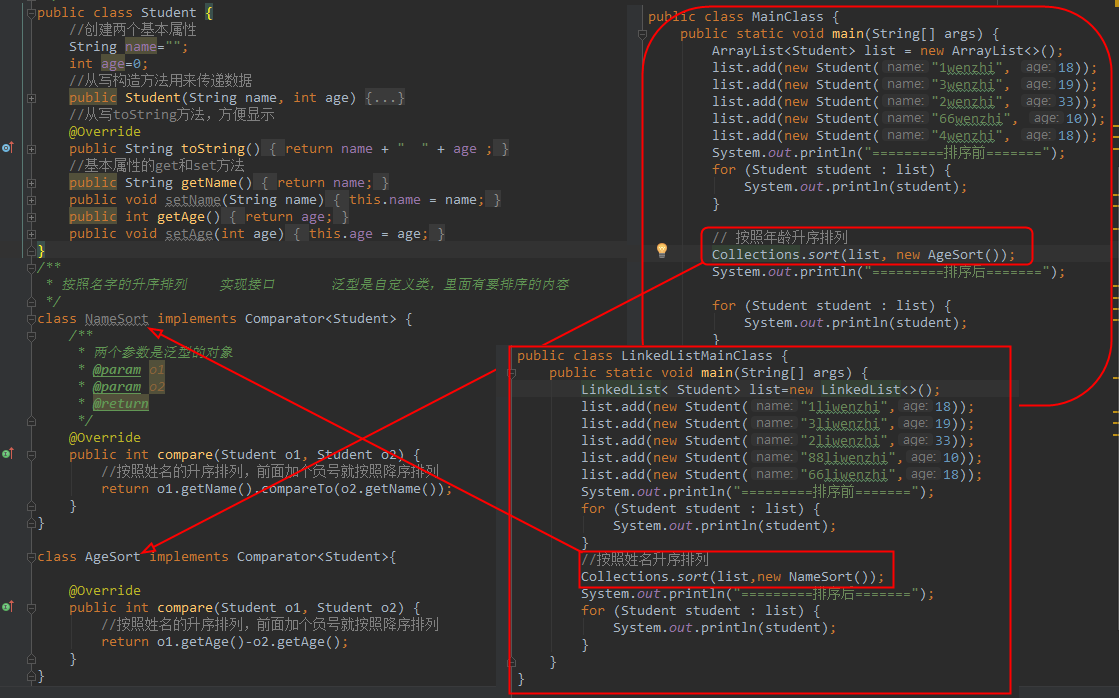 public class Student {
//创建两个基本属性
String name="";
int age=0;
//从写构造方法用来传递数据
public Student(String name, int age) {...}
//从写toString方法，方便显示
@Override
public String toString() { return name + "  " + age ; }
//基本属性的get和set方法
public String getName() { return name; }
public void setName(String name) { this.name = name; }
public int getAge() { return age; }
public void setAge(int age) { this.age = age; }
}
/**
* 按照名字的升序排列    实现接口       泛型是自定义类，里面有要排序的内容
*/
class NameSort implements Comparator<Student> {
/**
* 两个参数是泛型的对象
* @param o1
* @param o2
* @return
*/
@Override
public int compare(Student o1, Student o2) {
//按照姓名的升序排列，前面加个负号就按照降序排列
return o1.getName().compareTo(o2.getName());
}
}
class AgeSort implements Comparator<Student>{
@Override
public int compare(Student o1, Student o2) {
//按照姓名的升序排列，前面加个负号就按照降序排列
return o1.getAge()-o2.getAge();
}
}
public class MainClass {
public static void main(String[] args) {
ArrayList<Student> list = new ArrayList<>();
list.add(new Student( name: "1wenzhi", age: 18));
list.add(new Student( name: "3wenzhi", age: 19));
list.add(new Student( name: "2wenzhi", age: 33));
list.add(new Student( name: "66wenzhi", age: 10));
list.add(new Student( name: "4wenzhi", age: 18));
System.out.println("=========排序前=======");
for (Student student : list) {
System.out.println(student);
}
// 按照年龄升序排列
Collections.sort(list, new AgeSort());
System.out.println("=========排序后=======");
for (Student student : list) {
System.out.println(student);
}
public class LinkedListMainClass {
public static void main(String[] args) {
LinkedList< Student> list=new LinkedList<>();
list.add(new Student( name: "1liwenzhi", age: 18));
list.add(new Student( name: "3liwenzhi", age: 19));
list.add(new Student( name: "2liwenzhi", age: 33));
list.add(new Student( name: "88liwenzhi", age: 10));
list.add(new Student( name: "66liwenzhi", age: 18));
System.out.println("=========排序前=======");
for (Student student : list) {
System.out.println(student);
}
//按照姓名升序排列
Collections.sort(list,new NameSort());
System.out.println("=========排序后=======");
for (Student student : list) {
System.out.println(student);
}
}
}